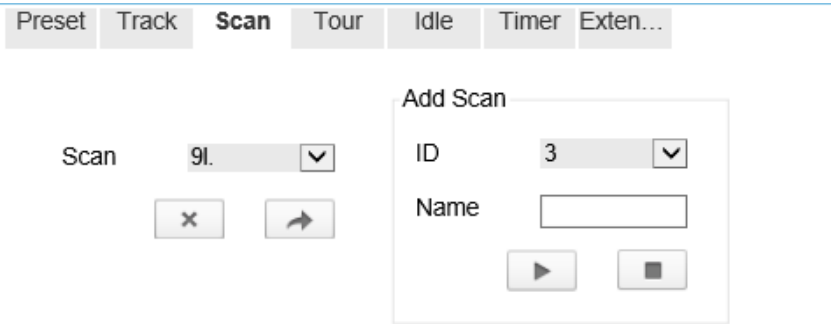 Preset Track Scan Tour Idle Timer Exten...
Add Scan
Scan 9l.
ID 3
Name